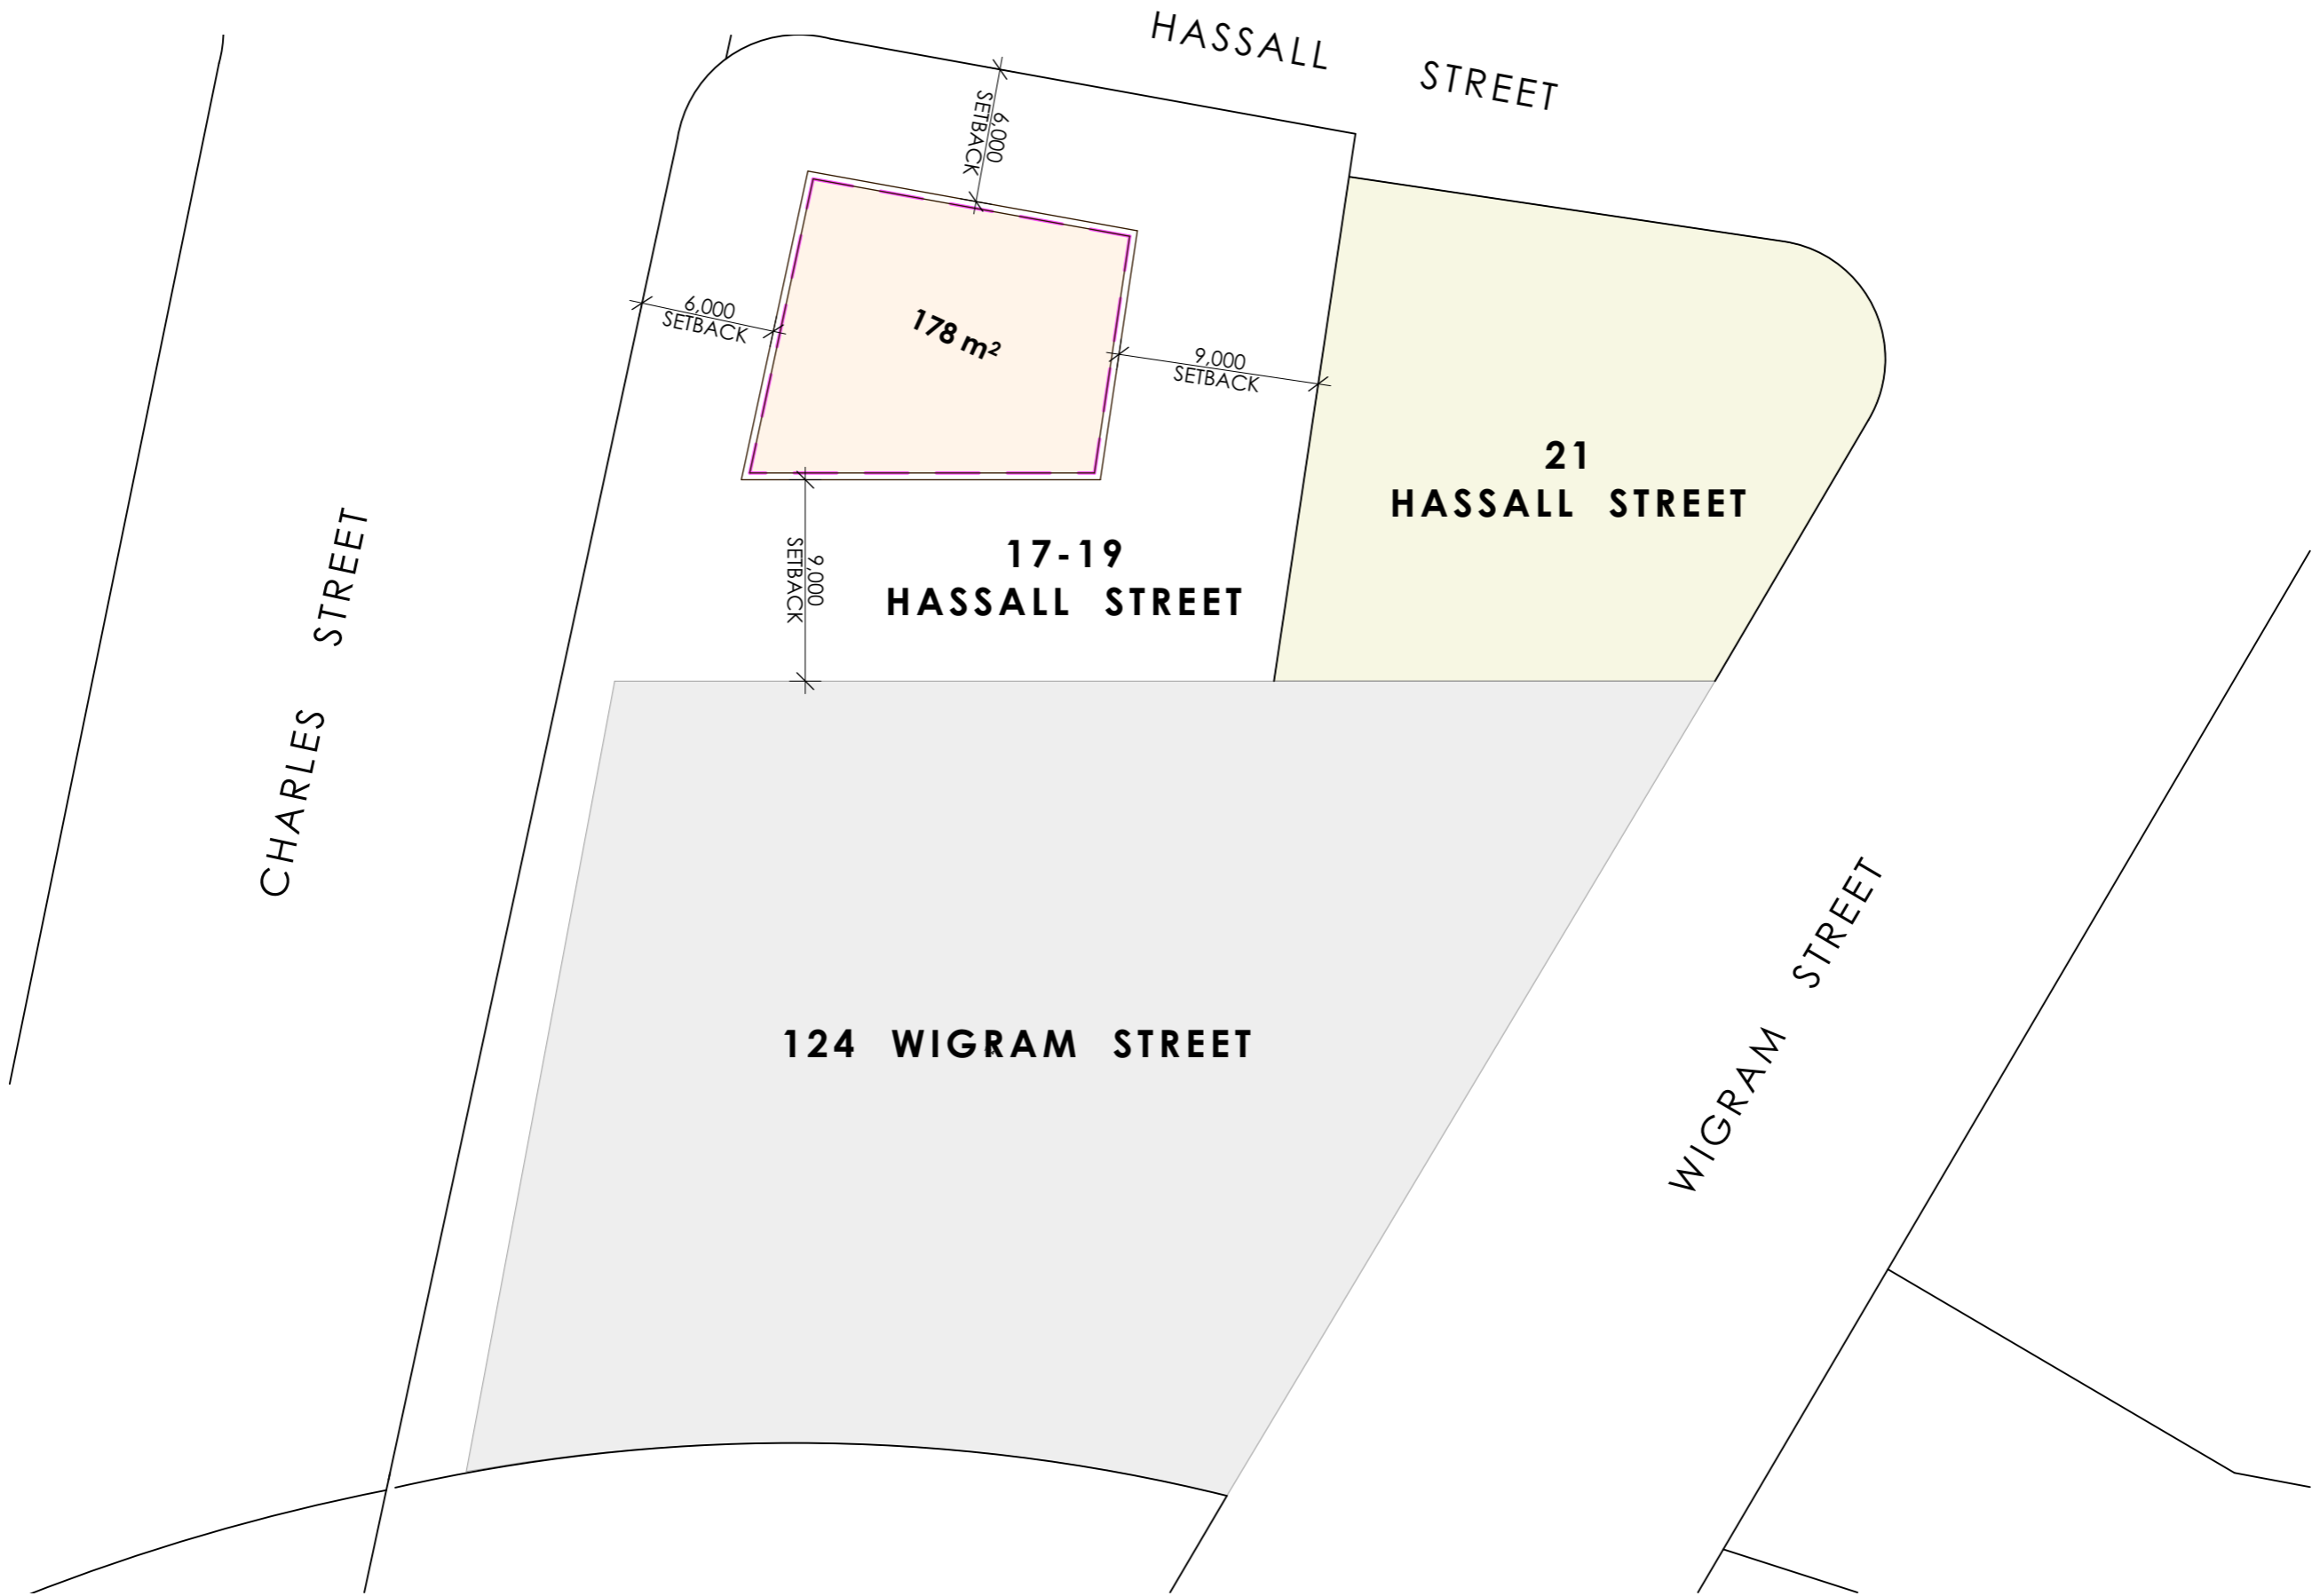 HASSALL STREET
6,000
SETBACK
6,000
SETBACK
178 m²
9,000
SETBACK
21
HASSALL STREET
9,000
SETBACK
17-19
HASSALL STREET
CHARLES STREET
124 WIGRAM STREET
WIGRAM STREET